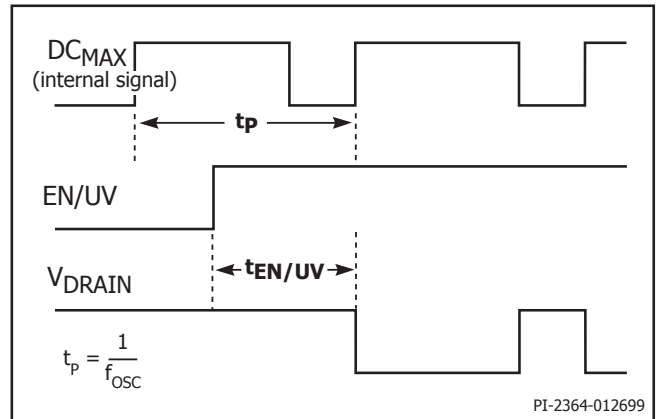 DCMAX
(internal signal)
tP
EN/UV
tEN/UV
VDRAIN
tP = 1/fOSC
PI-2364-012699